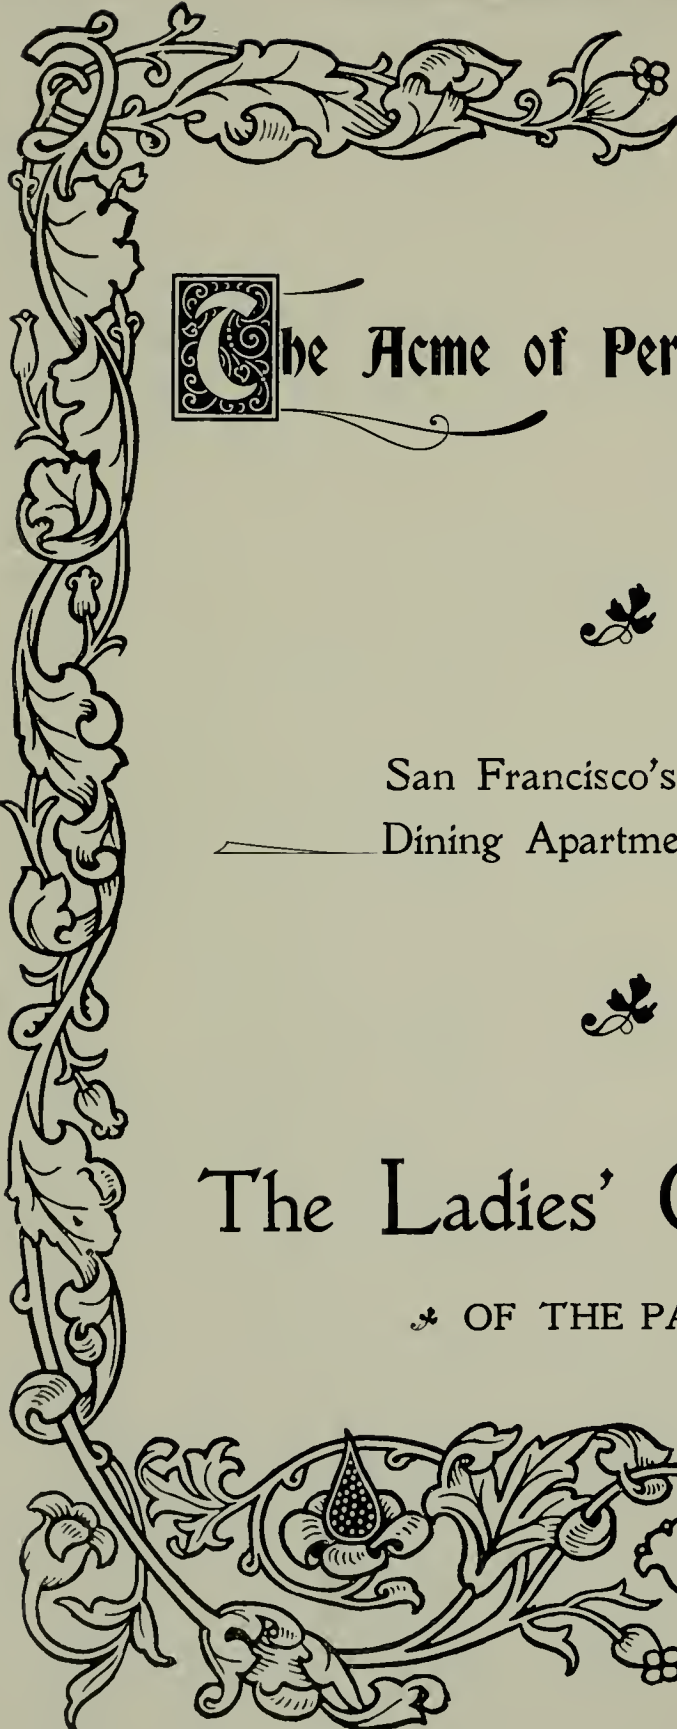 The Acme of Per
San Francisco's
Dining Apartme
The Ladies'
OF THE PA